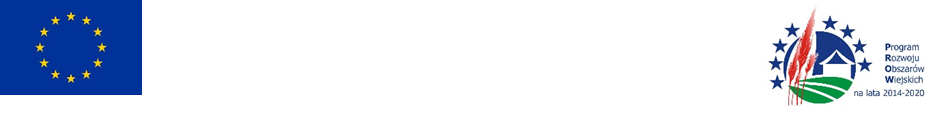 Program
Rozwoju
Obszarów
Wiejskich
na lata 2014-2020